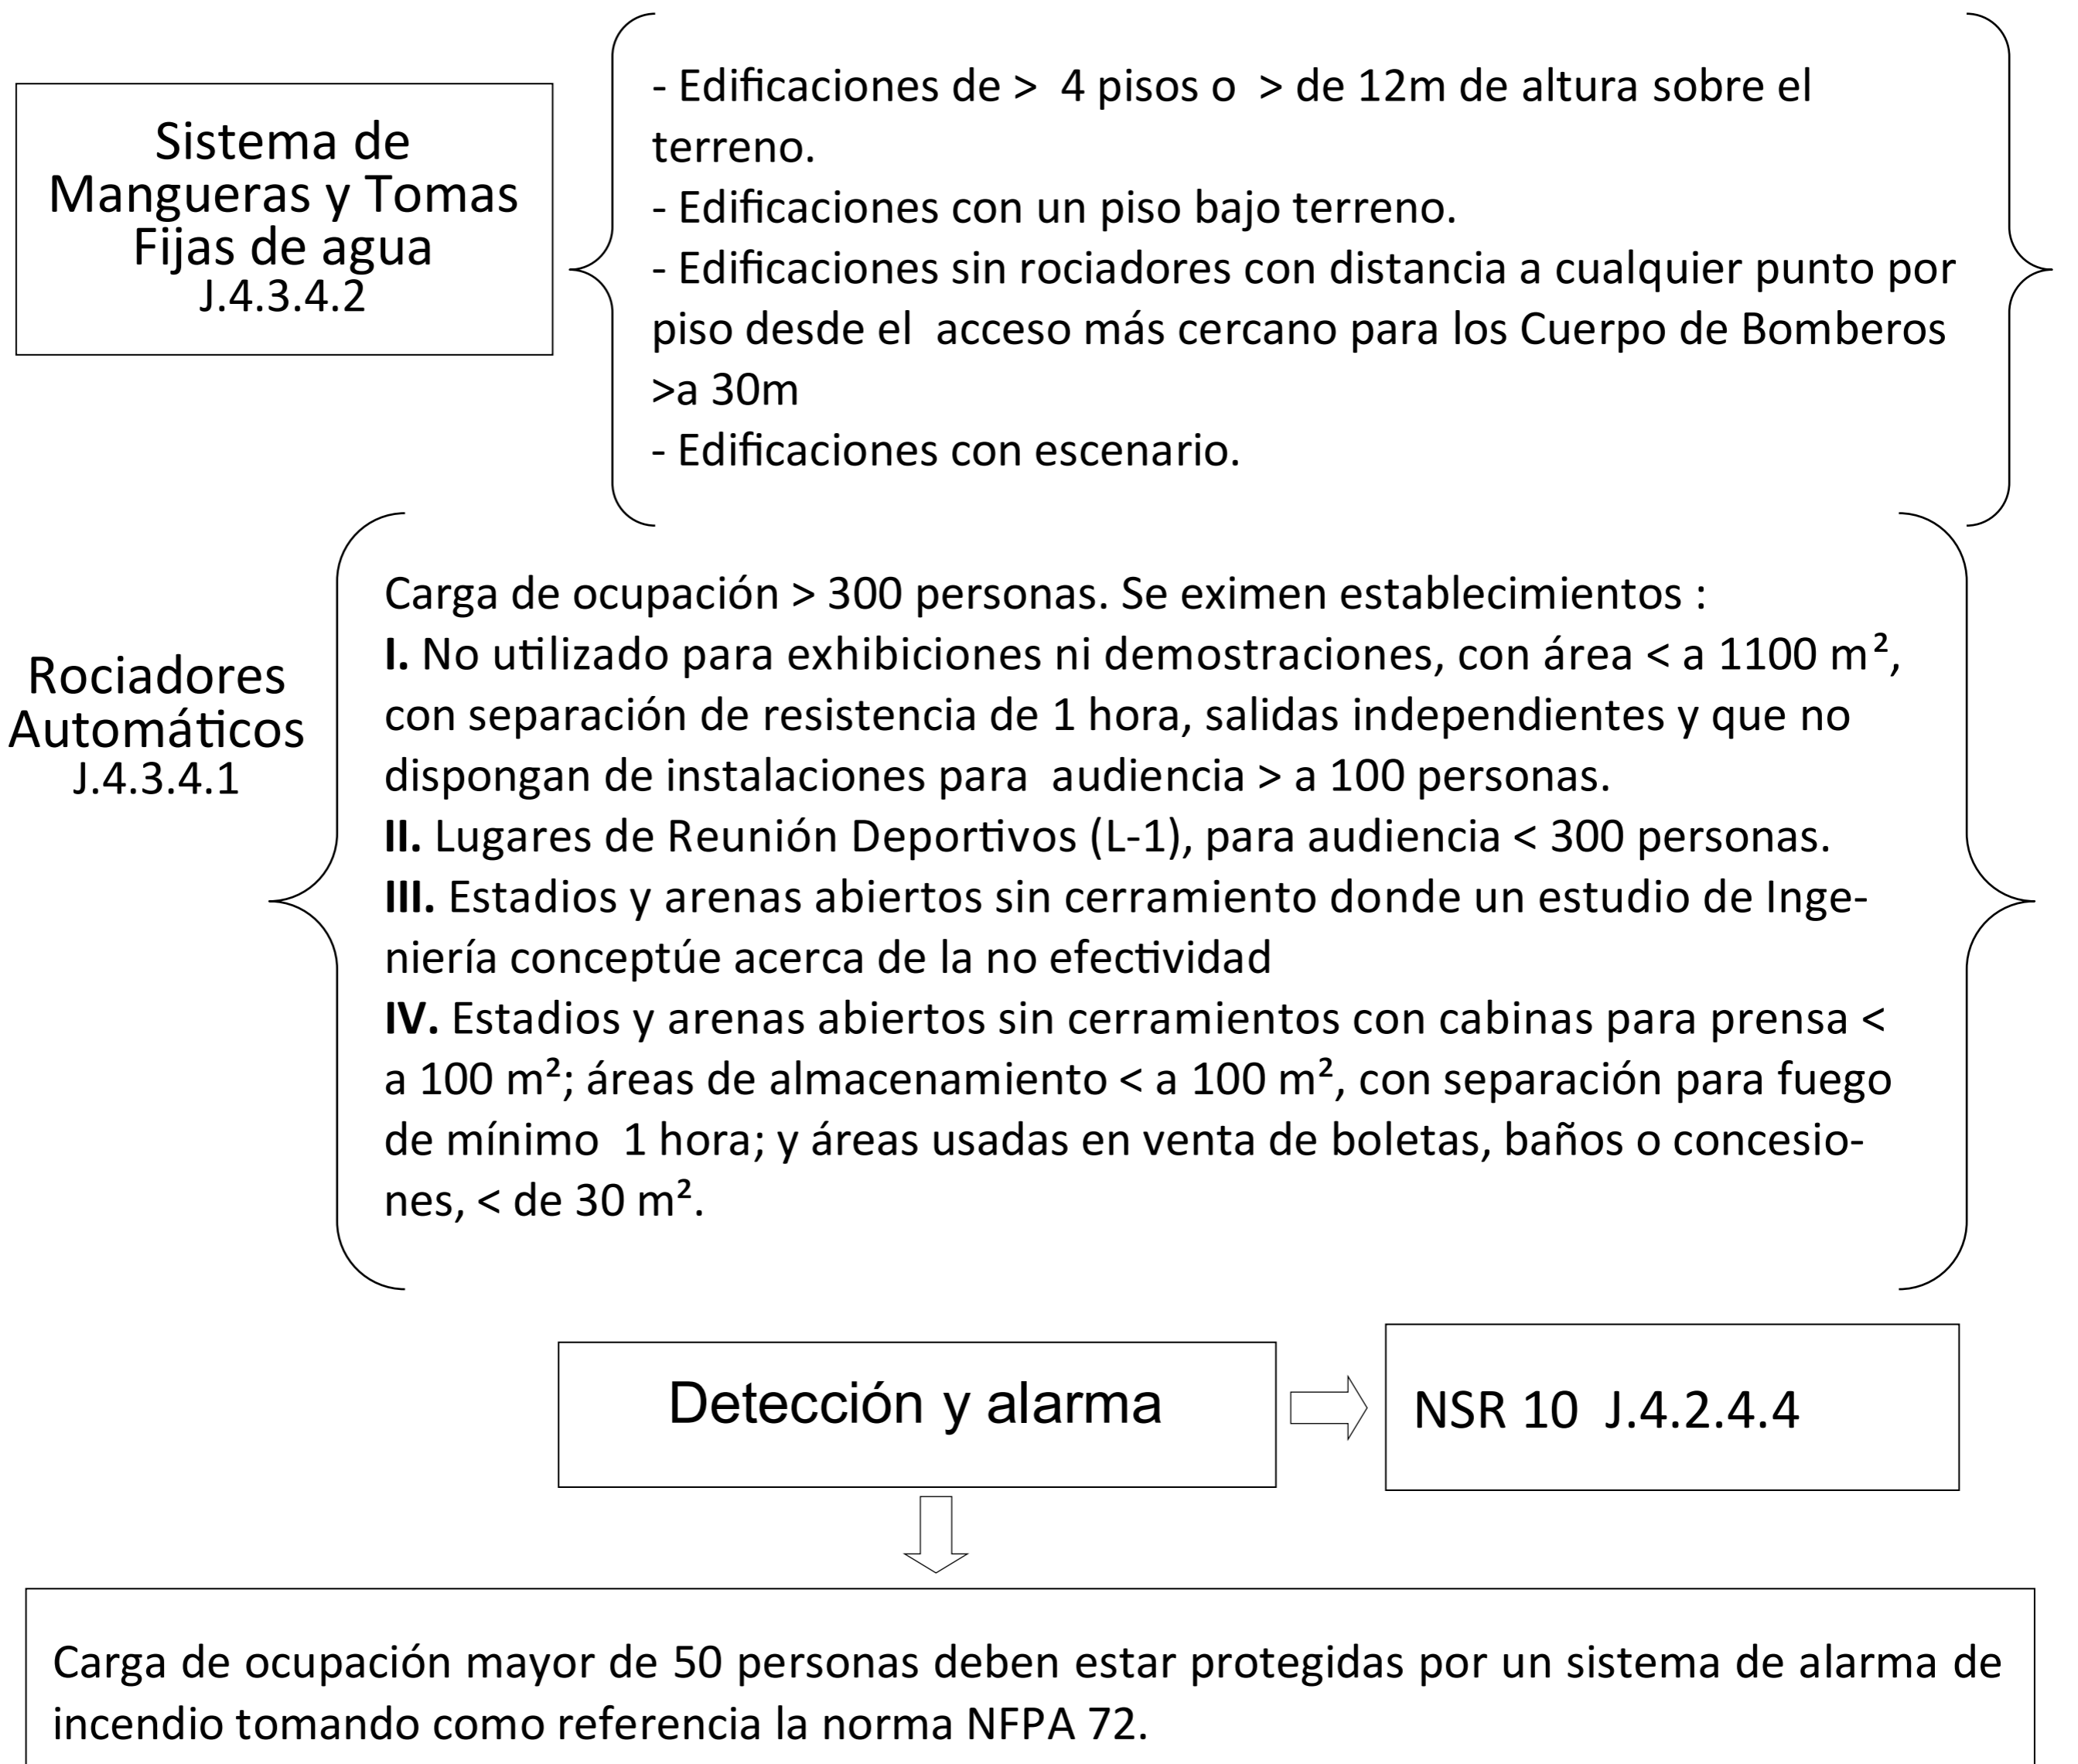 Sistema de
Mangueras y Tomas
Fijas de agua
J.4.3.4.2
- Edificaciones de >  4 pisos o  > de 12m de altura sobre el
terreno.
- Edificaciones con un piso bajo terreno.
- Edificaciones sin rociadores con distancia a cualquier punto por
piso desde el  acceso más cercano para los Cuerpo de Bomberos
>a 30m
- Edificaciones con escenario.
Rociadores
Automáticos
J.4.3.4.1
Carga de ocupación > 300 personas. Se eximen establecimientos :
I. No utilizado para exhibiciones ni demostraciones, con área < a 1100 m²,
con separación de resistencia de 1 hora, salidas independientes y que no
dispongan de instalaciones para  audiencia > a 100 personas.
II. Lugares de Reunión Deportivos (L-1), para audiencia < 300 personas.
III. Estadios y arenas abiertos sin cerramiento donde un estudio de Inge-
niería conceptúe acerca de la no efectividad
IV. Estadios y arenas abiertos sin cerramientos con cabinas para prensa <
a 100 m²; áreas de almacenamiento < a 100 m², con separación para fuego
de mínimo  1 hora; y áreas usadas en venta de boletas, baños o concesio-
nes, < de 30 m².
Detección y alarma
NSR 10  J.4.2.4.4
Carga de ocupación mayor de 50 personas deben estar protegidas por un sistema de alarma de
incendio tomando como referencia la norma NFPA 72.